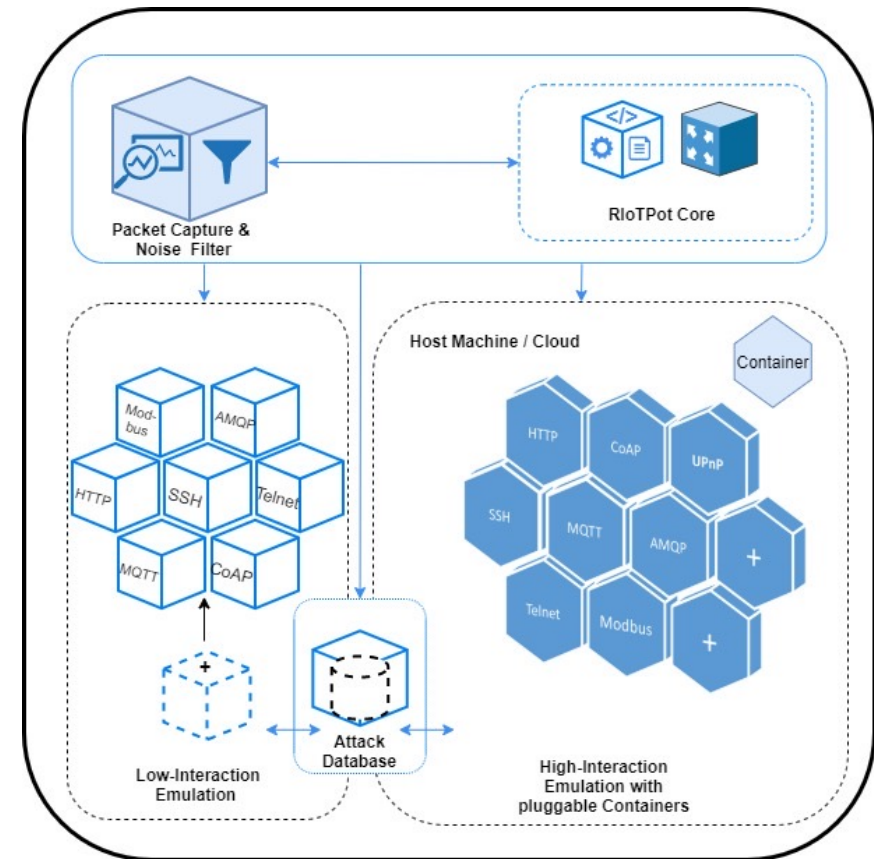 </>
Packet Capture &
Noise Filter
RIoTPot Core
Host Machine / Cloud
Container
Mod-
bus
AMQP
HTTP
SSH
Telnet
MQTT
CoAP
+
Low-Interaction
Emulation
Attack
Database
HTTP
CoAP
UPnP
SSH
MQTT
AMQP
+
Telnet
Modbus
+
High-Interaction
Emulation with
pluggable Containers